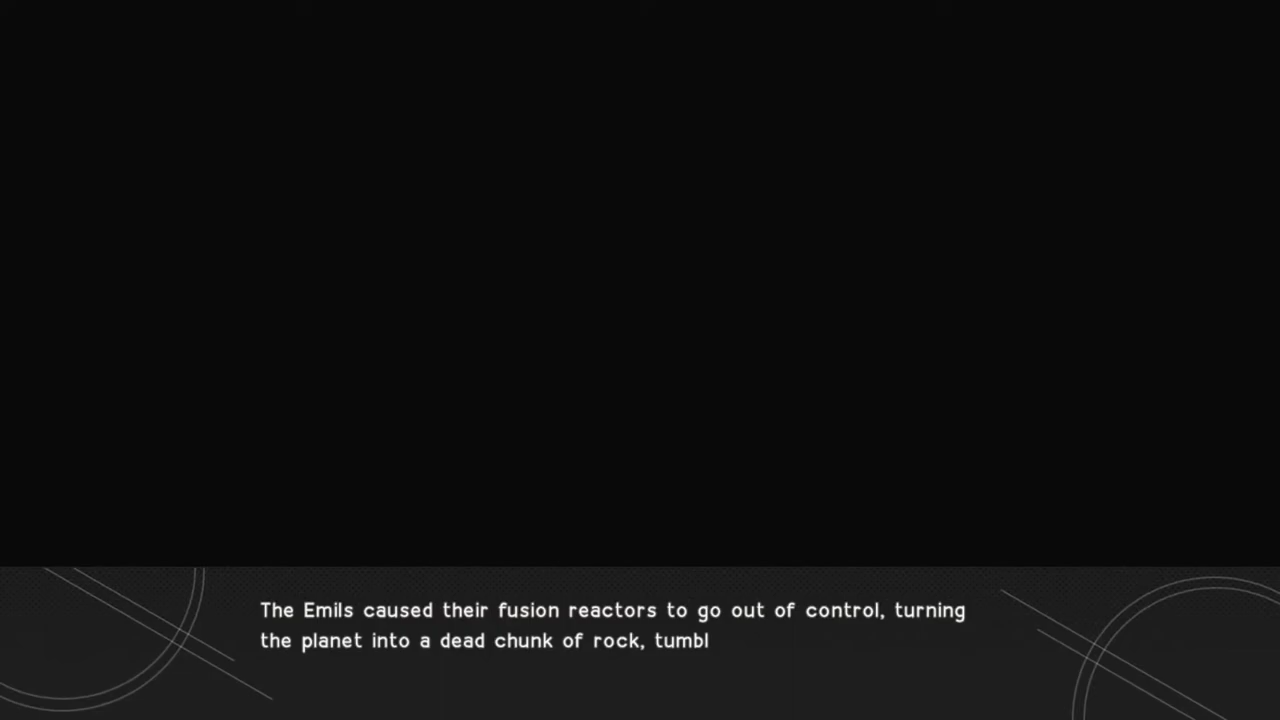 The Emils caused their fusion reactors to go out of control, turning
the planet into a dead chunk of rock, tumbl